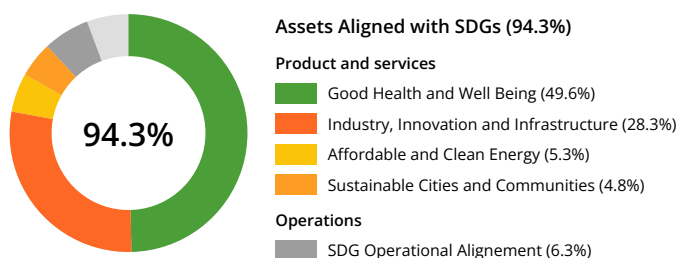 94.3%
Assets Aligned with SDGs (94.3%)
Product and services
Good Health and Well Being (49.6%)
Industry, Innovation and Infrastructure (28.3%)
Affordable and Clean Energy (5.3%)
Sustainable Cities and Communities (4.8%)
Operations
SDG Operational Alignement (6.3%)